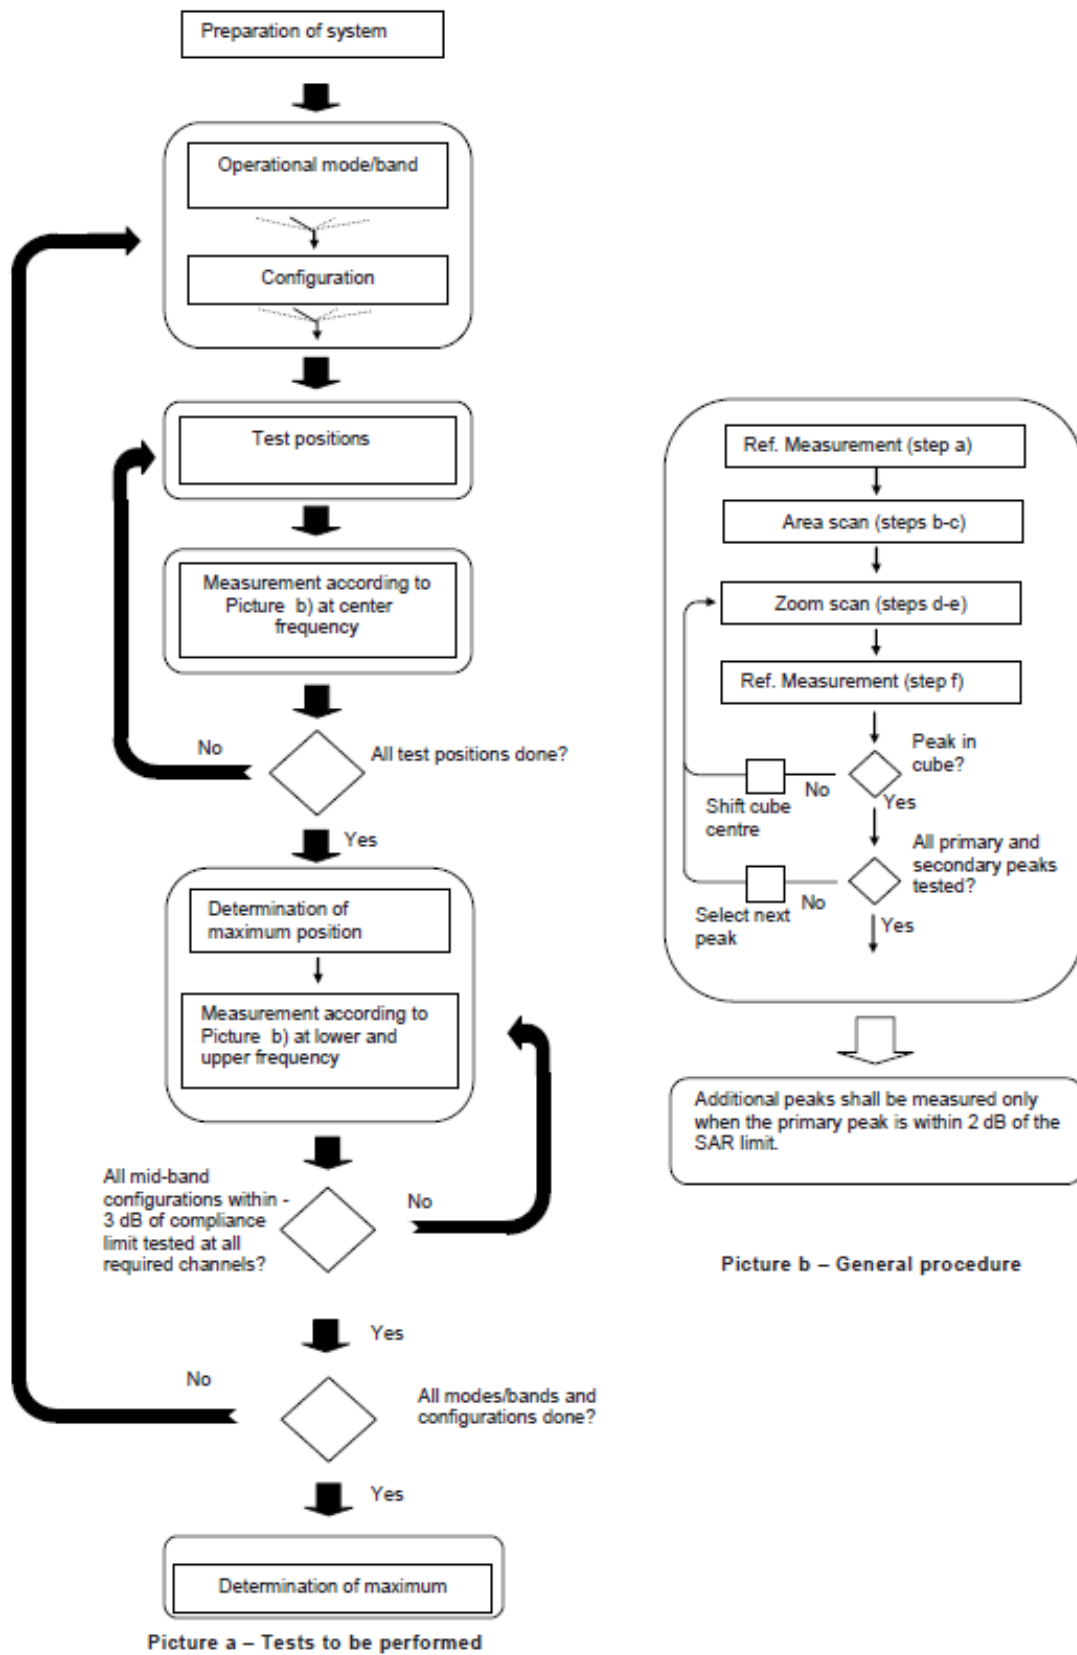 Preparation of system
Operational mode/band
Configuration
Test positions
Measurement according to
Picture b) at center
frequency
No
All test positions done?
Yes
Determination of
maximum position
Measurement according to
Picture b) at lower and
upper frequency
All mid-band
configurations within -
3 dB of compliance
limit tested at all
required channels?
No
Yes
No
All modes/bands and
configurations done?
Yes
Determination of maximum
Picture a – Tests to be performed
Ref. Measurement (step a)
Area scan (steps b-c)
Zoom scan (steps d-e)
Ref. Measurement (step f)
Peak in
cube?
No
Yes
Shift cube
centre
All primary and
secondary peaks
tested?
No
Yes
Select next
peak
Additional peaks shall be measured only
when the primary peak is within 2 dB of the
SAR limit.
Picture b – General procedure